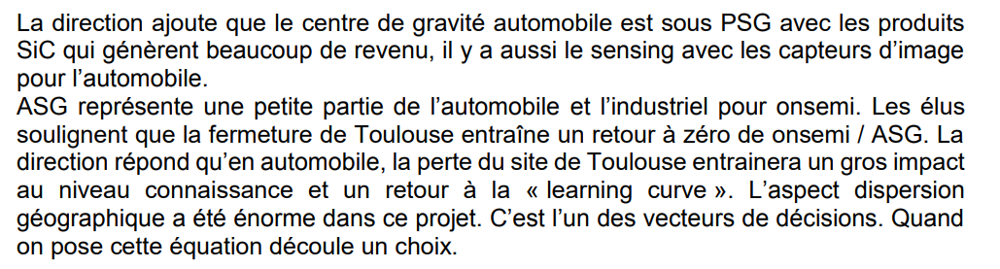 La direction ajoute que le centre de gravité automobile est sous PSG avec les produits
SiC qui génèrent beaucoup de revenu, il y a aussi le sensing avec les capteurs d’image
pour l’automobile.
ASG représente une petite partie de l’automobile et l’industriel pour onsemi. Les élus
soulignent que la fermeture de Toulouse entraîne un retour à zéro de onsemi / ASG. La
direction répond qu’en automobile, la perte du site de Toulouse entrainera un gros impact
au niveau connaissance et un retour à la « learning curve ». L’aspect dispersion
géographique a été énorme dans ce projet. C’est l’un des vecteurs de décisions. Quand
on pose cette équation découle un choix.